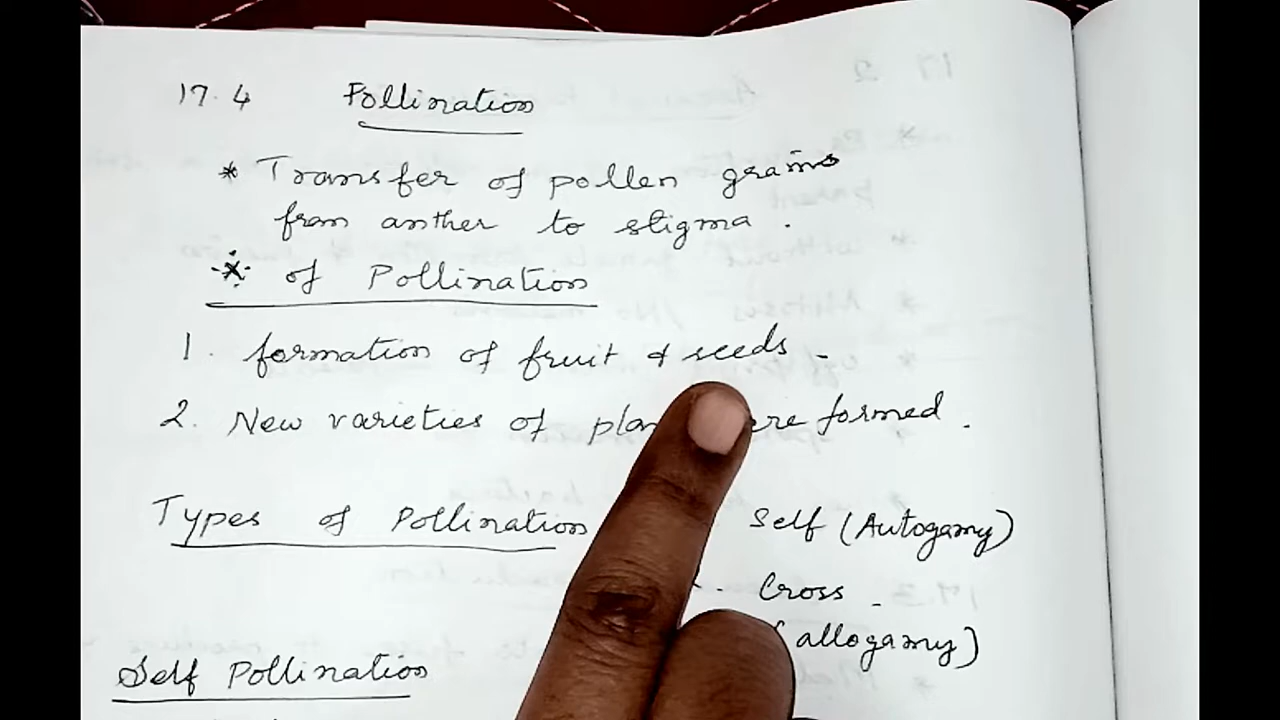 17.4 Pollination
* Transfer of pollen grains
from anther to stigma.
* of Pollination
1. formation of fruit & seeds.
2. New varieties of are formed.
Types of Pollination Self (Autogamy)
Cross.
(allogamy)
Self Pollination